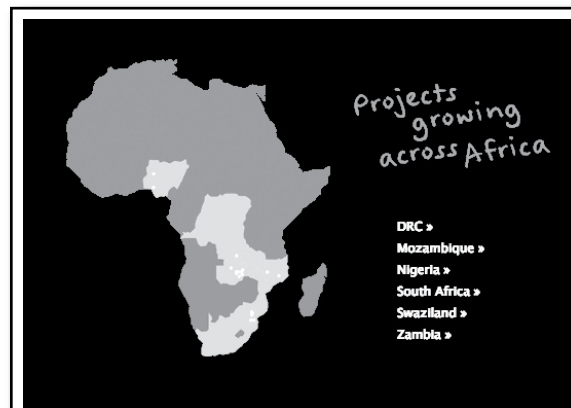 Projects
growing
across Africa
DRC »
Mozambique »
Nigeria »
South Africa »
Swaziland »
Zambia »